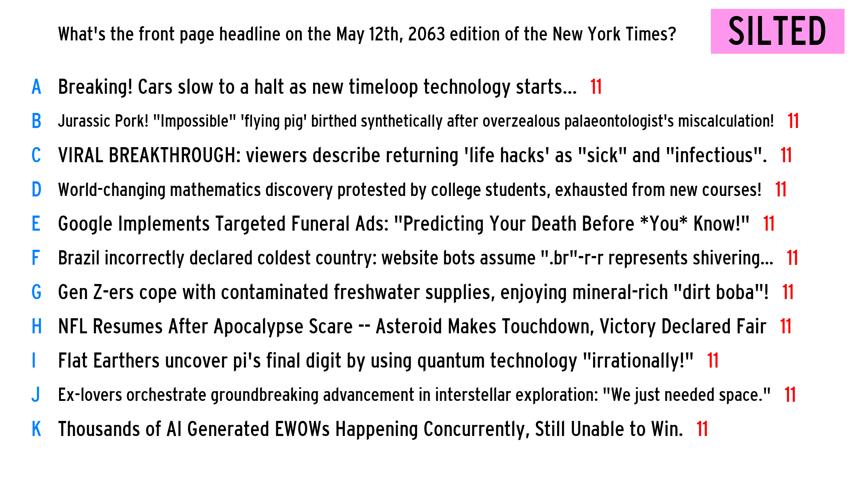 What's the front page headline on the May 12th, 2063 edition of the New York Times? SILTED
A Breaking! Cars slow to a halt as new timeloop technology starts... 11
B Jurassic Pork! "Impossible" 'flying pig' birthed synthetically after overzealous palaeontologist's miscalculation! 11
C VIRAL BREAKTHROUGH: viewers describe returning 'life hacks' as "sick" and "infectious". 11
D World-changing mathematics discovery protested by college students, exhausted from new courses! 11
E Google Implements Targeted Funeral Ads: "Predicting Your Death Before *You* Know!" 11
F Brazil incorrectly declared coldest country: website bots assume ".br"-r-r represents shivering... 11
G Gen Z-ers cope with contaminated freshwater supplies, enjoying mineral-rich "dirt boba"! 11
H NFL Resumes After Apocalypse Scare -- Asteroid Makes Touchdown, Victory Declared Fair 11
I Flat Earthers uncover pi's final digit by using quantum technology "irrationally!" 11
J Ex-lovers orchestrate groundbreaking advancement in interstellar exploration: "We just needed space." 11
K Thousands of AI Generated EWOWs Happening Concurrently, Still Unable to Win. 11